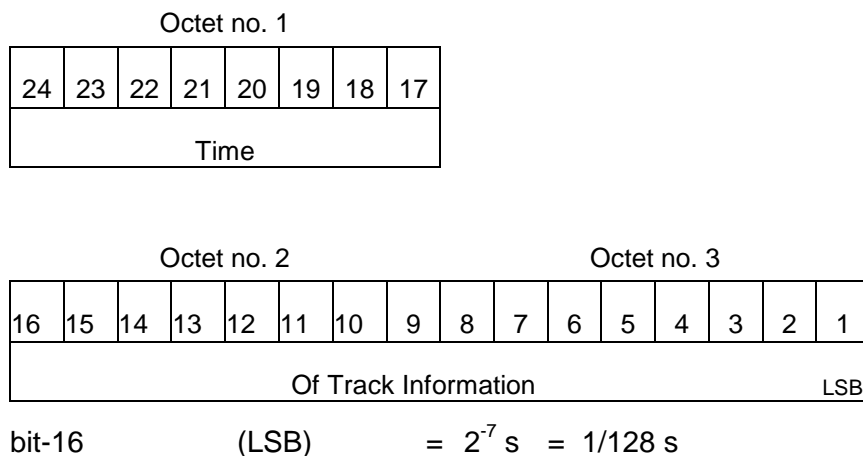 Octet no. 1
24 23 22 21 20 19 18 17
Time
Octet no. 2 Octet no. 3
16 15 14 13 12 11 10 9 8 7 6 5 4 3 2 1
Of Track Information LSB
bit-16 (LSB) = 2⁻⁷ s = 1/128 s